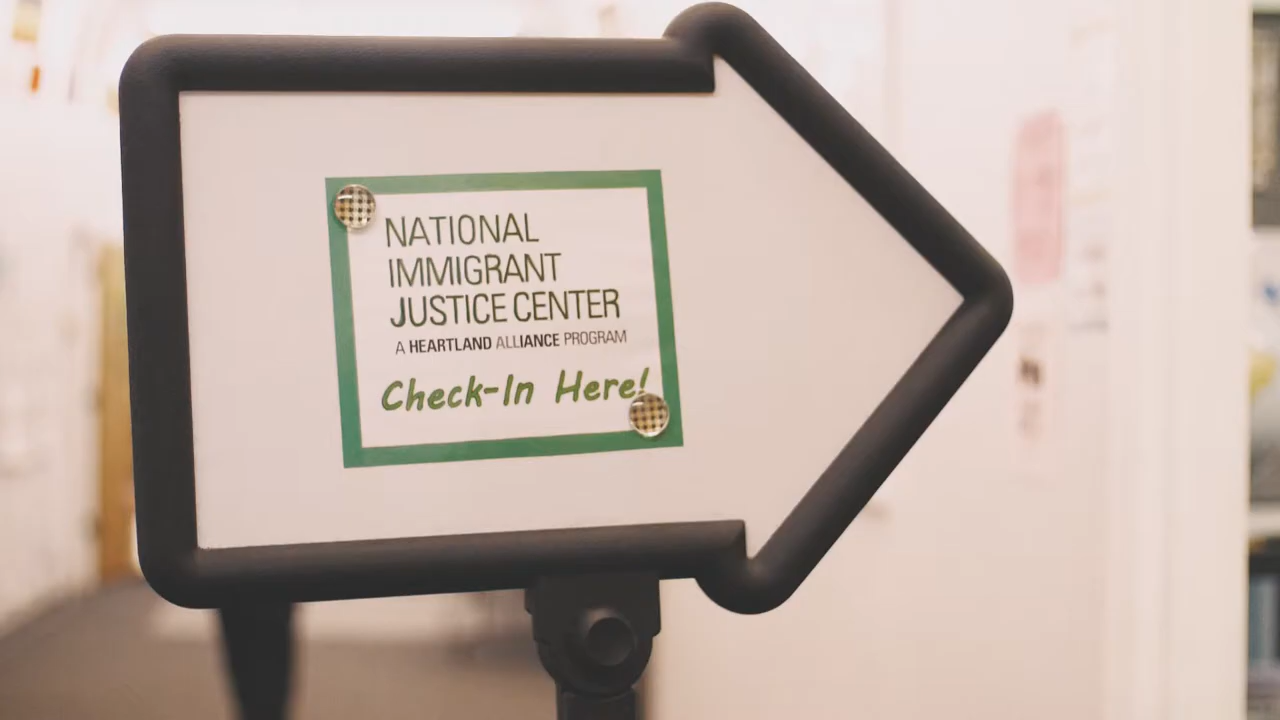 NATIONAL
IMMIGRANT
JUSTICE CENTER
A HEARTLAND ALLIANCE PROGRAM
Check-In Here!